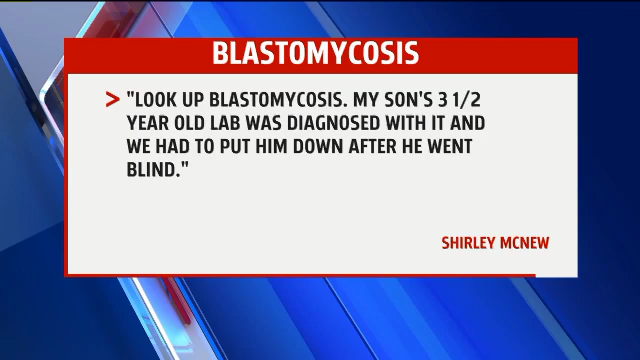 BLASTOMYCOSIS
> "LOOK UP BLASTOMYCOSIS. MY SON'S 3 1/2
YEAR OLD LAB WAS DIAGNOSED WITH IT AND
WE HAD TO PUT HIM DOWN AFTER HE WENT
BLIND."
SHIRLEY MCNEW